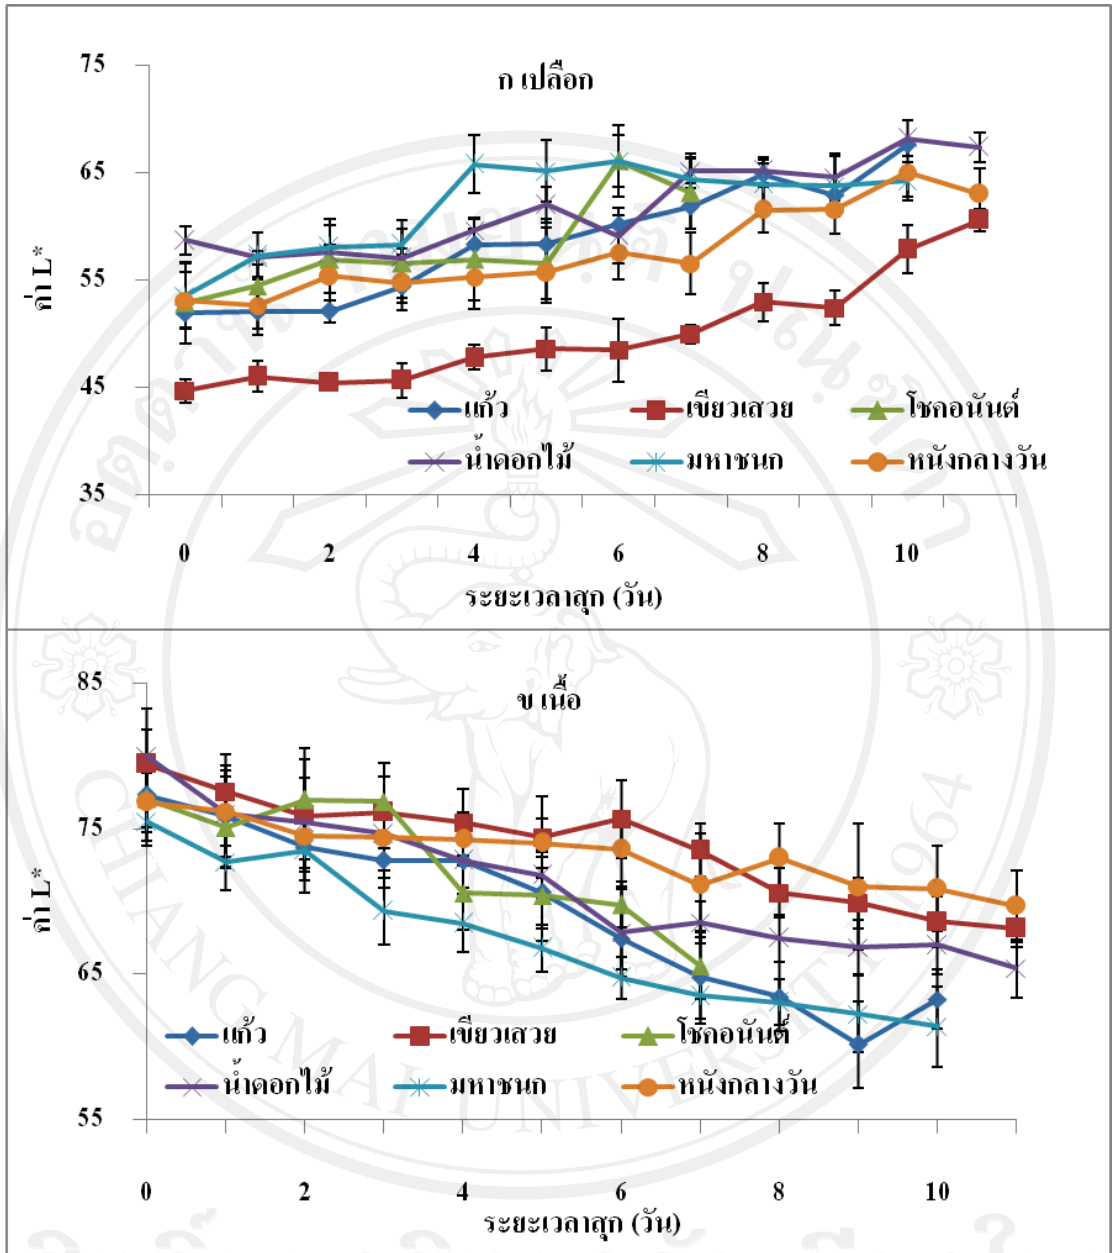 75
ก เปลือก
65
55
ค่า L*
45
แก้ว เขียวเสวย โชคอนันต์
น้ำดอกไม้ มหาชนก หนังกลางวัน
35
0 2 4 6 8 10
ระยะเวลาสุก (วัน)
85
ข เนื้อ
75
ค่า L*
65
แก้ว เขียวเสวย โชคอนันต์
น้ำดอกไม้ มหาชนก หนังกลางวัน
55
0 2 4 6 8 10
ระยะเวลาสุก (วัน)
CHIANG MAI UNIVERSITY 1964